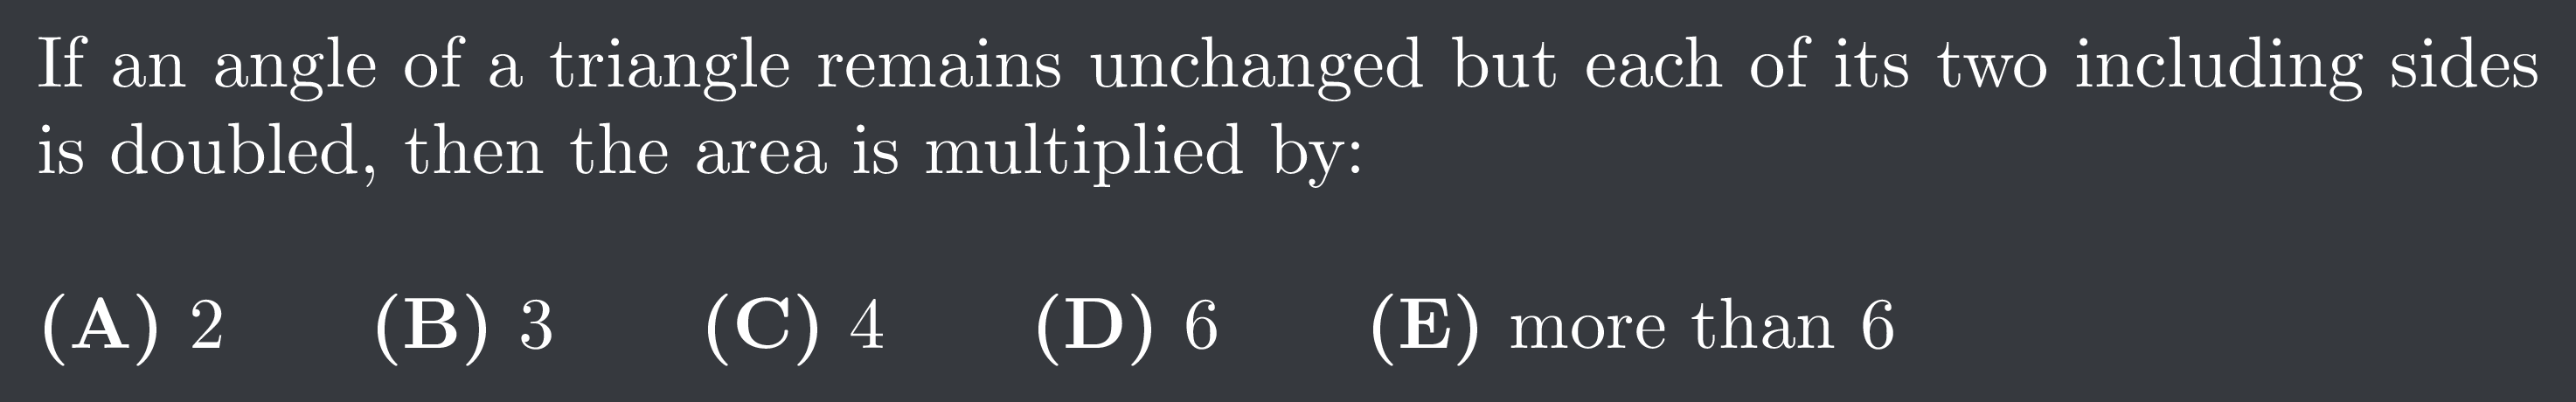 If an angle of a triangle remains unchanged but each of its two including sides
is doubled, then the area is multiplied by:
(A) 2 (B) 3 (C) 4 (D) 6 (E) more than 6